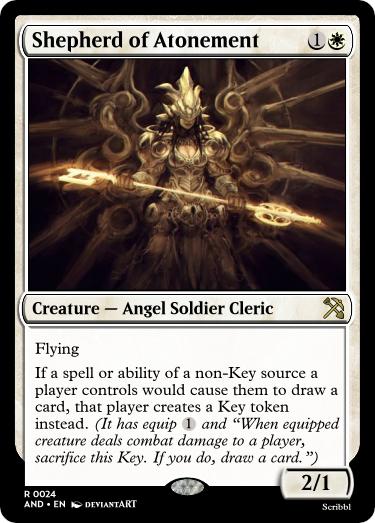 Shepherd of Atonement 1
Creature — Angel Soldier Cleric
Flying
If a spell or ability of a non-Key source a
player controls would cause them to draw a
card, that player creates a Key token
instead. (It has equip 1 and “When equipped
creature deals combat damage to a player,
sacrifice this Key. If you do, draw a card.”)
2/1
R 0024
AND • EN DEVIANTART
Scribbl